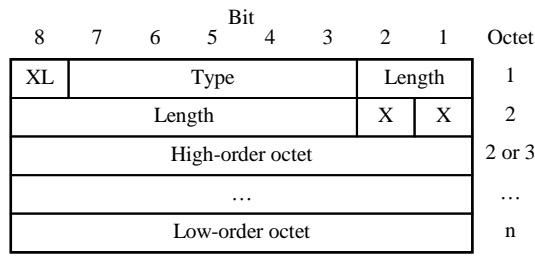 Bit
8 7 6 5 4 3 2 1 Octet
XL Type Length 1
Length X X 2
High-order octet 2 or 3
… …
Low-order octet n